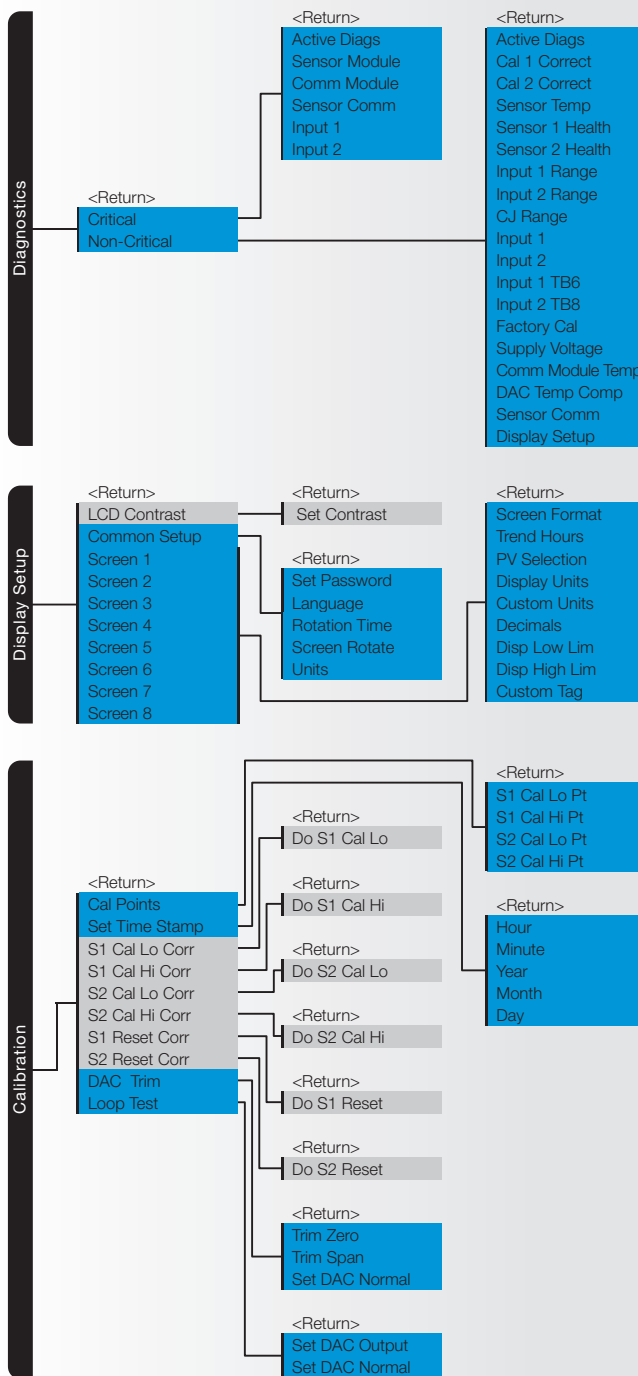 Diagnostics
<Return>
Critical
Non-Critical
<Return>
Active Diags
Sensor Module
Comm Module
Sensor Comm
Input 1
Input 2
<Return>
Active Diags
Cal 1 Correct
Cal 2 Correct
Sensor Temp
Sensor 1 Health
Sensor 2 Health
Input 1 Range
Input 2 Range
CJ Range
Input 1
Input 2
Input 1 TB6
Input 2 TB8
Factory Cal
Supply Voltage
Comm Module Temp
DAC Temp Comp
Sensor Comm
Display Setup
Display Setup
<Return>
LCD Contrast
Common Setup
Screen 1
Screen 2
Screen 3
Screen 4
Screen 5
Screen 6
Screen 7
Screen 8
<Return>
Set Contrast
<Return>
Set Password
Language
Rotation Time
Screen Rotate
Units
<Return>
Screen Format
Trend Hours
PV Selection
Display Units
Custom Units
Decimals
Disp Low Lim
Disp High Lim
Custom Tag
Calibration
<Return>
Cal Points
Set Time Stamp
S1 Cal Lo Corr
S1 Cal Hi Corr
S2 Cal Lo Corr
S2 Cal Hi Corr
S1 Reset Corr
S2 Reset Corr
DAC Trim
Loop Test
<Return>
Do S1 Cal Lo
<Return>
Do S1 Cal Hi
<Return>
Do S2 Cal Lo
<Return>
Do S2 Cal Hi
<Return>
Do S1 Reset
<Return>
Do S2 Reset
<Return>
Trim Zero
Trim Span
Set DAC Normal
<Return>
Set DAC Output
Set DAC Normal
<Return>
S1 Cal Lo Pt
S1 Cal Hi Pt
S2 Cal Lo Pt
S2 Cal Hi Pt
<Return>
Hour
Minute
Year
Month
Day